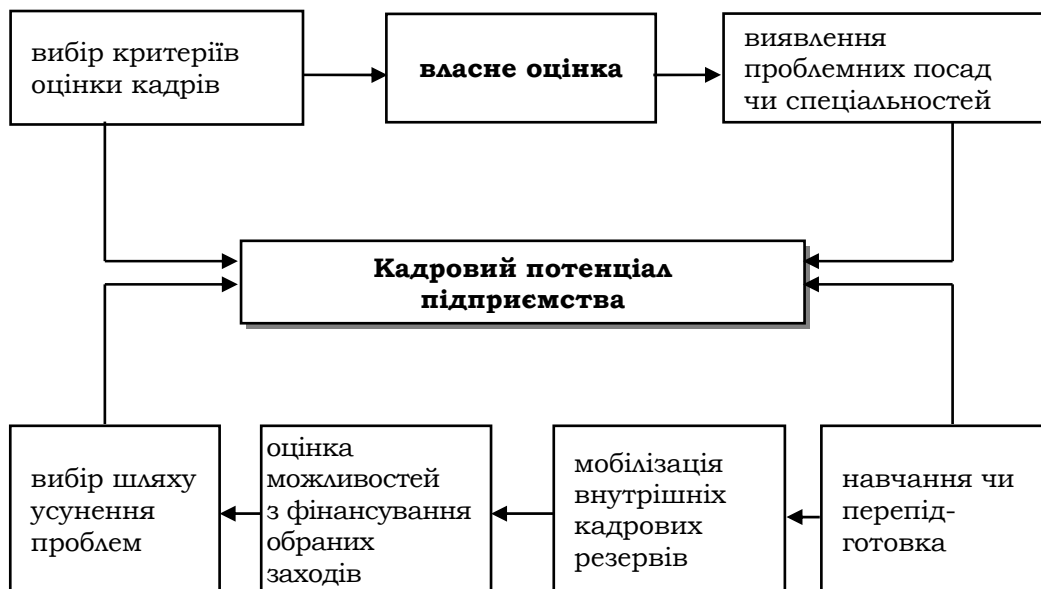 вибір критеріїв
оцінки кадрів
власне оцінка
виявлення
проблемних посад
чи спеціальностей
Кадровий потенціал
підприємства
вибір шляху
усунення
проблем
оцінка
можливостей
з фінансування
обраних
заходів
мобілізація
внутрішніх
кадрових
резервів
навчання чи
перепід-
готовка